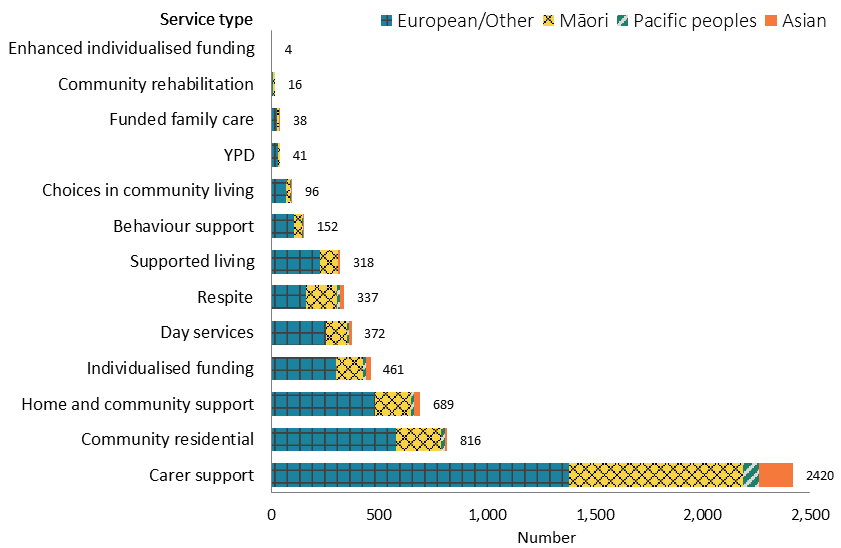 Service type
European/Other Māori Pacific peoples Asian
Enhanced individualised funding 4
Community rehabilitation 16
Funded family care 38
YPD 41
Choices in community living 96
Behaviour support 152
Supported living 318
Respite 337
Day services 372
Individualised funding 461
Home and community support 689
Community residential 816
Carer support 2420
0 500 1,000 1,500 2,000 2,500
Number